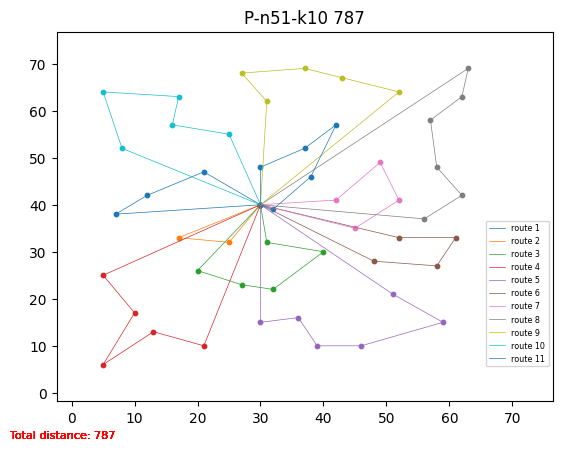 P-n51-k10 787
70
60
50
40
30
20
10
0
0 10 20 30 40 50 60 70
route 1
route 2
route 3
route 4
route 5
route 6
route 7
route 8
route 9
route 10
route 11
Total distance: 787